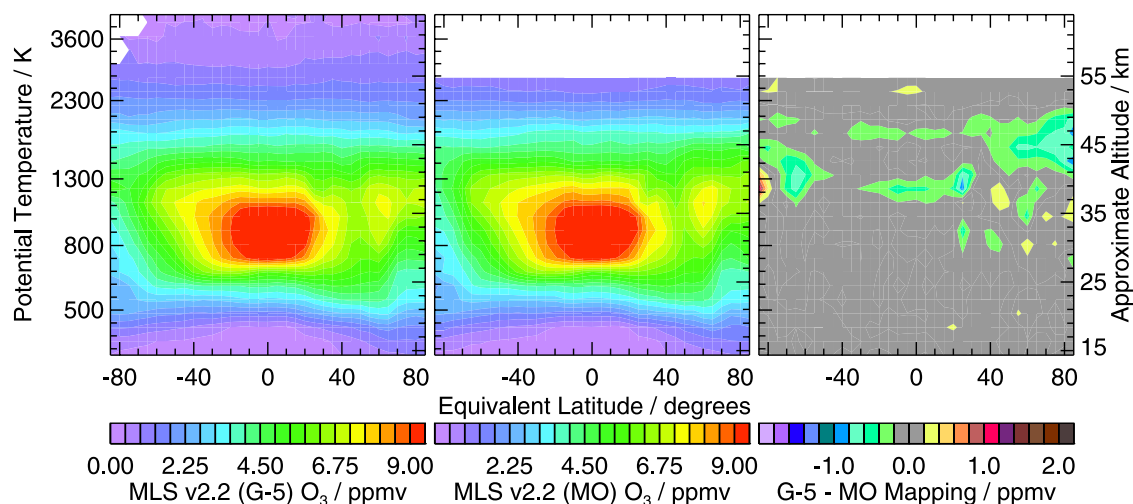 Potential Temperature / K
3600
2300
1300
800
500
-80 -40 0 40
-40 0 40
-40 0 40 80
Equivalent Latitude / degrees
55
45
35
25
15
Approximate Altitude / km
0.00 2.25 4.50 6.75 9.00
MLS v2.2 (G-5) O3 / ppmv
2.25 4.50 6.75 9.00
MLS v2.2 (MO) O3 / ppmv
-1.0 0.0 1.0 2.0
G-5 - MO Mapping / ppmv